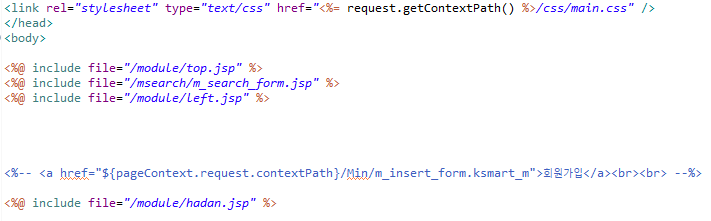 <link rel="stylesheet" type="text/css" href="<%= request.getContextPath() %>/css/main.css" />
</head>
<body>
<%@ include file="/module/top.jsp" %>
<%@ include file="/msearch/m_search_form.jsp" %>
<%@ include file="/module/left.jsp" %>
<%-- <a href="${pageContext.request.contextPath}/Min/m_insert_form.ksmart_m">회원가입</a><br><br> --%>
<%@ include file="/module/hadan.jsp" %>